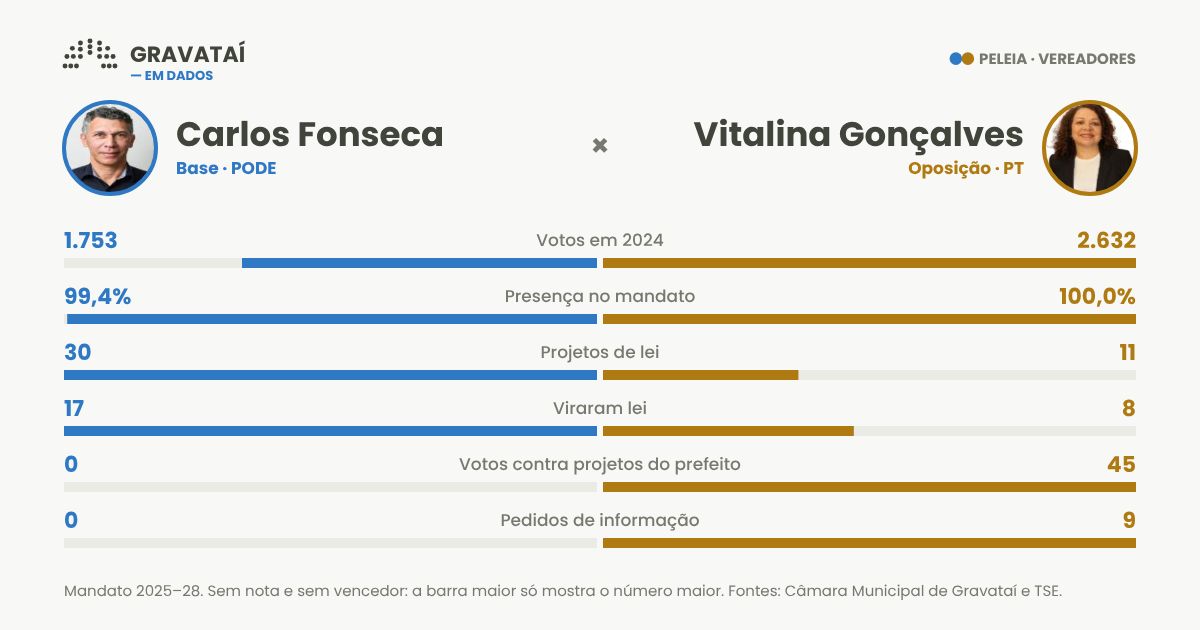 GRAVATAÍ
— EM DADOS
PELEIA · VEREADORES
Carlos Fonseca
Base · PODE
×
Vitalina Gonçalves
Oposição · PT
1.753 Votos em 2024 2.632
99,4% Presença no mandato 100,0%
30 Projetos de lei 11
17 Viraram lei 8
0 Votos contra projetos do prefeito 45
0 Pedidos de informação 9
Mandato 2025–28. Sem nota e sem vencedor: a barra maior só mostra o número maior. Fontes: Câmara Municipal de Gravataí e TSE.